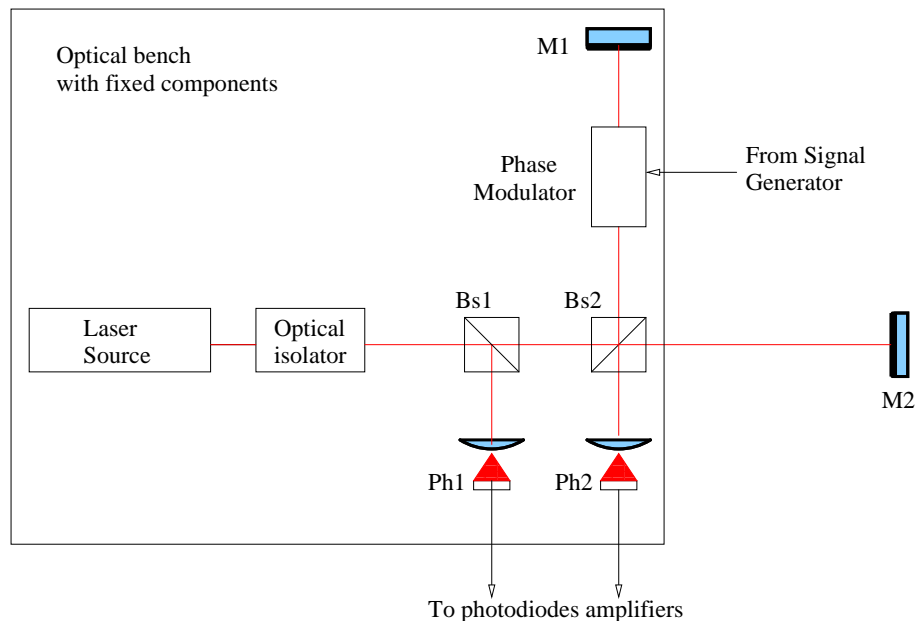 M1
Optical bench
with fixed components
Phase
Modulator
From Signal
Generator
Bs1
Bs2
Laser
Source
Optical
isolator
M2
Ph1
Ph2
To photodiodes amplifiers